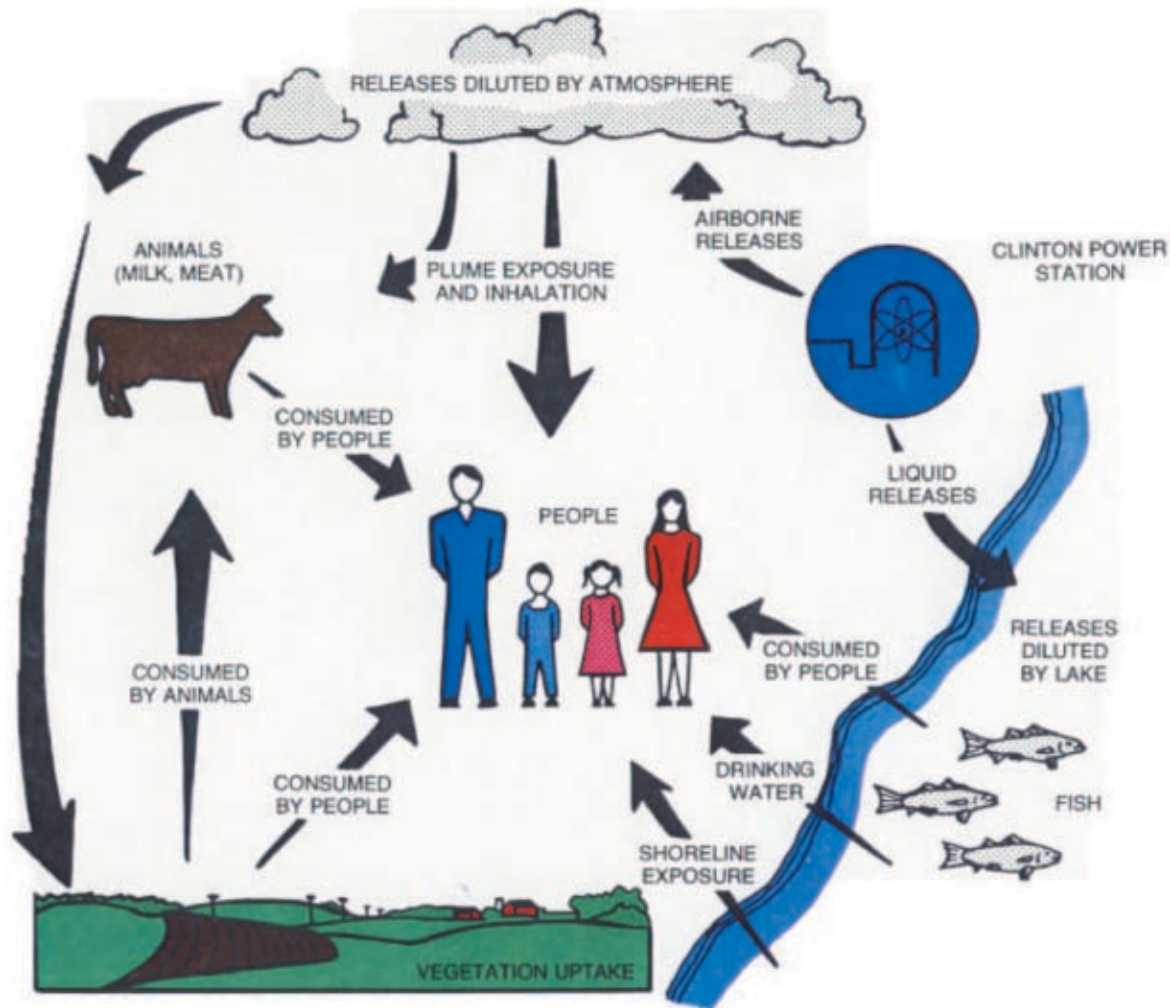 RELEASES DILUTED BY ATMOSPHERE
AIRBORNE
RELEASES
CLINTON POWER
STATION
ANIMALS
(MILK, MEAT)
PLUME EXPOSURE
AND INHALATION
CONSUMED
BY PEOPLE
LIQUID
RELEASES
PEOPLE
CONSUMED
BY ANIMALS
CONSUMED
BY PEOPLE
RELEASES
DILUTED
BY LAKE
CONSUMED
BY PEOPLE
DRINKING
WATER
FISH
SHORELINE
EXPOSURE
VEGETATION UPTAKE